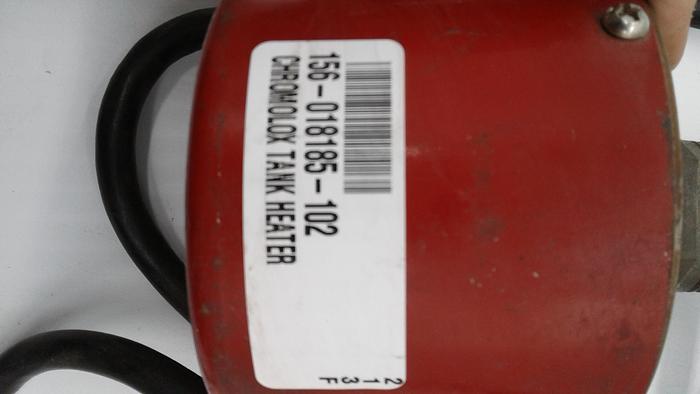 156-018185-102
CHROMOLOX TANK HEATER
213F